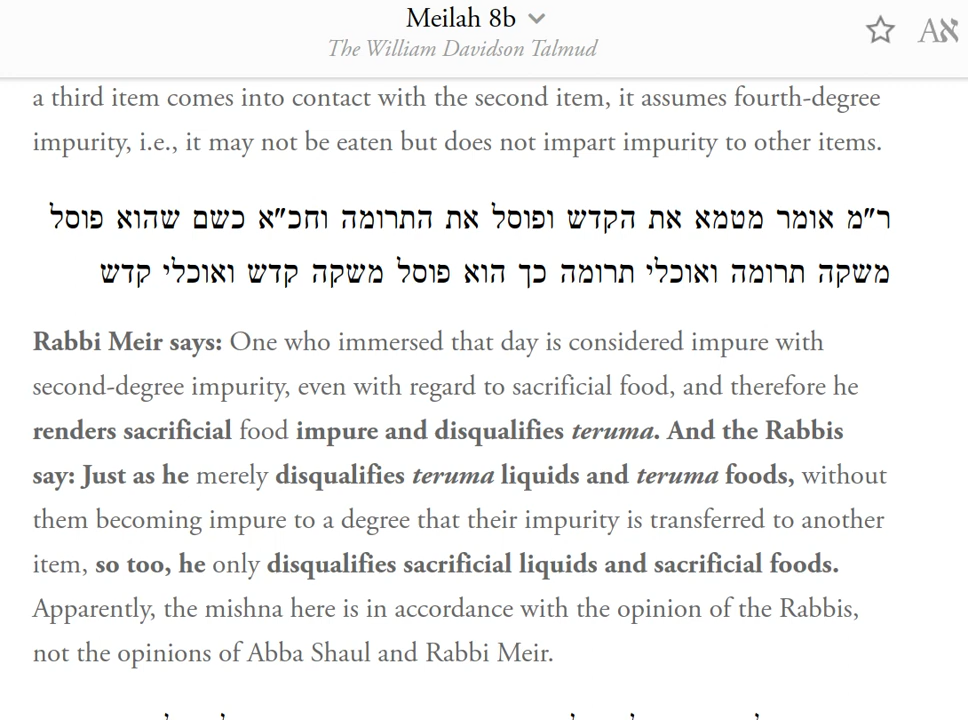 Meilah 8b
The William Davidson Talmud
Aא
a third item comes into contact with the second item, it assumes fourth-degree
impurity, i.e., it may not be eaten but does not impart impurity to other items.
ר"מ אומר מטמא את הקדש ופוסל את התרומה וחכ"א כשם שהוא פוסל
משקה תרומה ואוכלי תרומה כך הוא פוסל משקה קדש ואוכלי קדש
Rabbi Meir says: One who immersed that day is considered impure with
second-degree impurity, even with regard to sacrificial food, and therefore he
renders sacrificial food impure and disqualifies teruma. And the Rabbis
say: Just as he merely disqualifies teruma liquids and teruma foods, without
them becoming impure to a degree that their impurity is transferred to another
item, so too, he only disqualifies sacrificial liquids and sacrificial foods.
Apparently, the mishna here is in accordance with the opinion of the Rabbis,
not the opinions of Abba Shaul and Rabbi Meir.